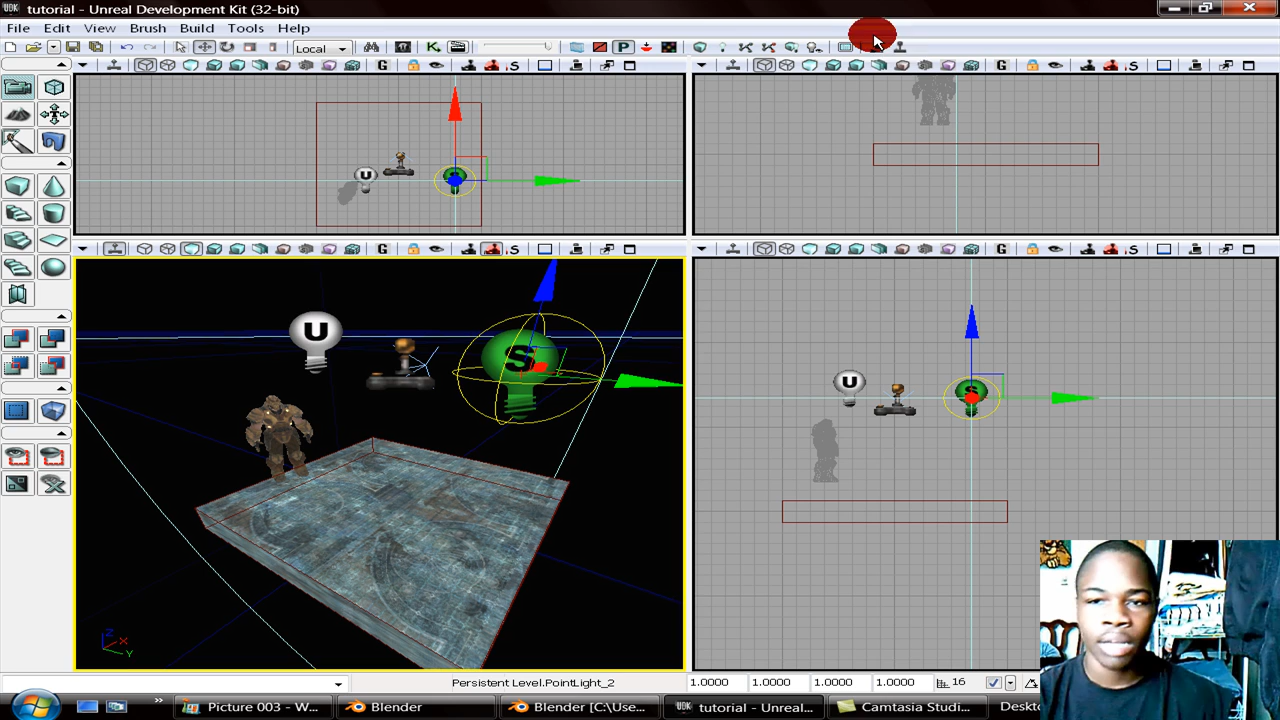 tutorial - Unreal Development Kit (32-bit)
File Edit View Brush Build Tools Help
Local
P
G S
G S
G S
G S
U
S
U
S
U
S
Z X Y
Persistent Level.PointLight_2 1.0000 1.0000 1.0000 1.0000 16
Picture 003 - W... Blender Blender [C:\Use... tutorial - Unreal... Camtasia Studi... Deskto